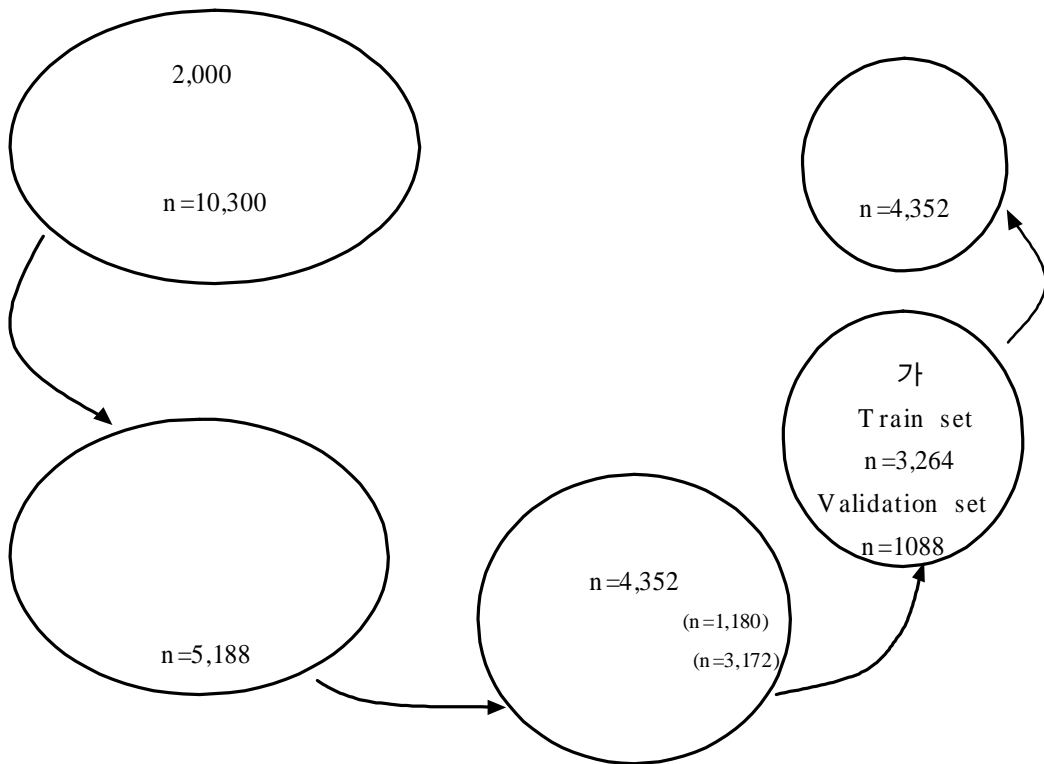 2,000
n=10,300
n=5,188
n=4,352
(n=1,180)
(n=3,172)
가
Train set
n=3,264
Validation set
n=1088
n=4,352